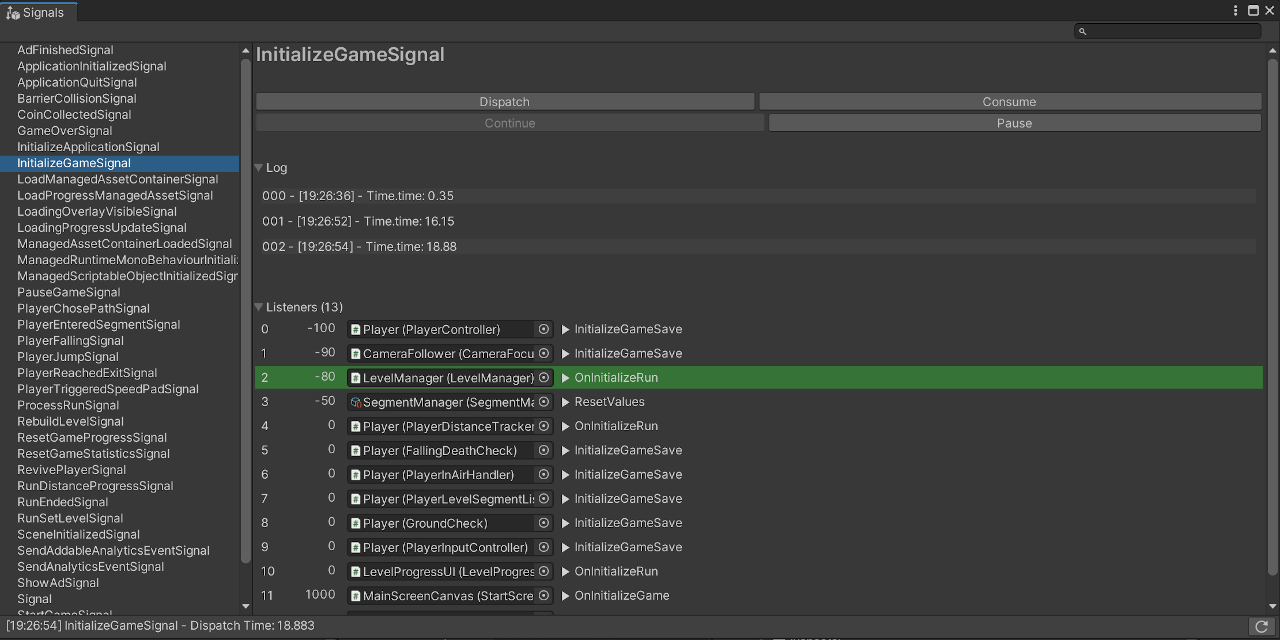 Signals
AdFinishedSignal
ApplicationInitializedSignal
ApplicationQuitSignal
BarrierCollisionSignal
CoinCollectedSignal
GameOverSignal
InitializeApplicationSignal
InitializeGameSignal
LoadManagedAssetContainerSignal
LoadProgressManagedAssetSignal
LoadingOverlayVisibleSignal
LoadingProgressUpdateSignal
ManagedAssetContainerLoadedSignal
ManagedRuntimeMonoBehaviourInitiali
ManagedScriptableObjectInitializedSigr
PauseGameSignal
PlayerChosePathSignal
PlayerEnteredSegmentSignal
PlayerFallingSignal
PlayerJumpSignal
PlayerReachedExitSignal
PlayerTriggeredSpeedPadSignal
ProcessRunSignal
RebuildLevelSignal
ResetGameProgressSignal
ResetGameStatisticsSignal
RevivePlayerSignal
RunDistanceProgressSignal
RunEndedSignal
RunSetLevelSignal
SceneInitializedSignal
SendAddableAnalyticsEventSignal
SendAnalyticsEventSignal
ShowAdSignal
Signal
StartGameSignal
InitializeGameSignal
Dispatch Consume
Continue Pause
Log
000 - [19:26:36] - Time.time: 0.35
001 - [19:26:52] - Time.time: 16.15
002 - [19:26:54] - Time.time: 18.88
Listeners (13)
0 -100 Player (PlayerController) InitializeGameSave
1 -90 CameraFollower (CameraFocu InitializeGameSave
2 -80 LevelManager (LevelManager) OnInitializeRun
3 -50 SegmentManager (SegmentMa ResetValues
4 0 Player (PlayerDistanceTracker OnInitializeRun
5 0 Player (FallingDeathCheck) InitializeGameSave
6 0 Player (PlayerInAirHandler) InitializeGameSave
7 0 Player (PlayerLevelSegmentLis InitializeGameSave
8 0 Player (GroundCheck) InitializeGameSave
9 0 Player (PlayerInputController) InitializeGameSave
10 0 LevelProgressUI (LevelProgres OnInitializeRun
11 1000 MainScreenCanvas (StartScre OnInitializeGame
[19:26:54] InitializeGameSignal - Dispatch Time: 18.883